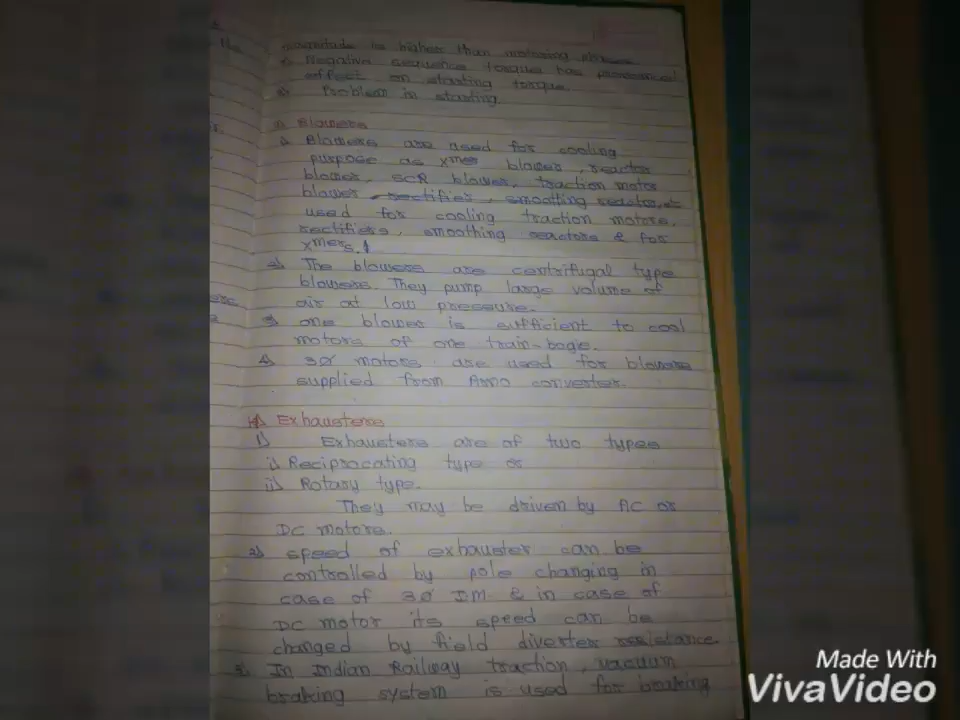 magnitude is higher than motoring
Negative sequence torque has pronounced
effect on starting torque.
Problem in starting.
Blowers
1) Blowers are used for cooling
purpose as xmer blower, reactor
blower, SCR blower, traction motor
blower rectifier, smoothing reactor, etc
used for cooling traction motors,
rectifiers, smoothing reactors & for
xmers.
2) The blowers are centrifugal type
blowers. They pump large volume of
air at low pressure.
3) one blower is sufficient to cool
motors of one train-bogie.
4) 3Ø motors are used for blowers
supplied from Arno converter.
Exhausters
1) Exhausters are of two types
i) Reciprocating type or
ii) Rotary type.
They may be driven by AC or
DC motors.
2) speed of exhauster can be
controlled by pole changing in
case of 3Ø I.M. & in case of
DC motor its speed can be
changed by field diverter resistance
3. In Indian Railway traction, vacuum
braking system is used for braking
Made With
VivaVideo